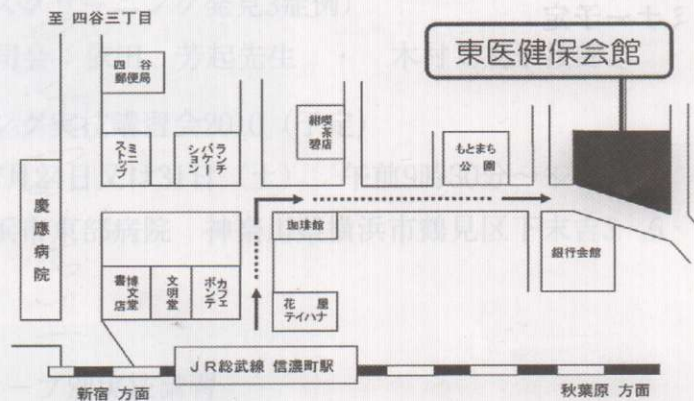 至 四谷三丁目
東医健保会館
四谷
郵便局
喫茶店
紺碧
もとまち
公園
ミニ
ストップ
ランチ
バケー
ション
慶應病院
珈琲館
銀行会館
博文堂
書店
文明堂
カフェ
ボンテ
花屋
テイハナ
JR総武線 信濃町駅
新宿 方面
秋葉原 方面